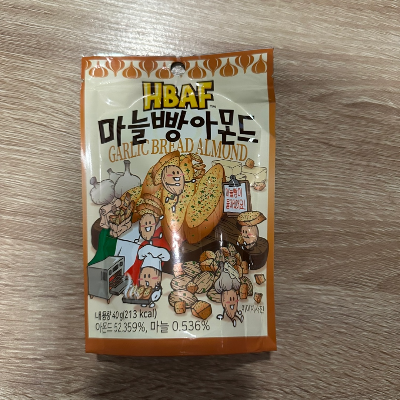 HBAF
마늘빵아몬드
GARLIC BREAD ALMOND
내용량 40g(213 kcal)
아몬드 52.359%, 마늘 0.536%